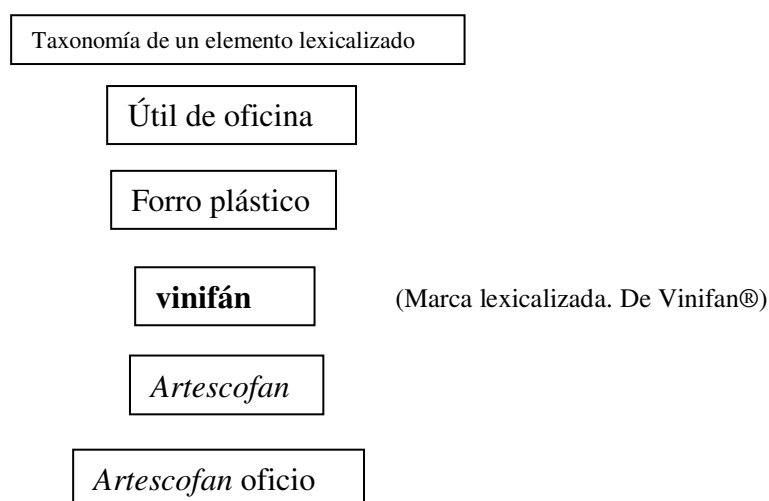 Taxonomía de un elemento lexicalizado
Útil de oficina
Forro plástico
vinifán (Marca lexicalizada. De Vinifan®)
Artescofan
Artescofan oficio